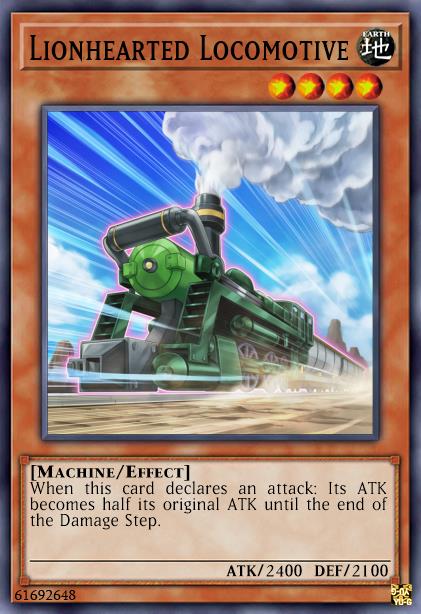 Lionhearted Locomotive
EARTH
地
[Machine/Effect]
When this card declares an attack: Its ATK
becomes half its original ATK until the end of
the Damage Step.
ATK/2400 DEF/2100
61692648